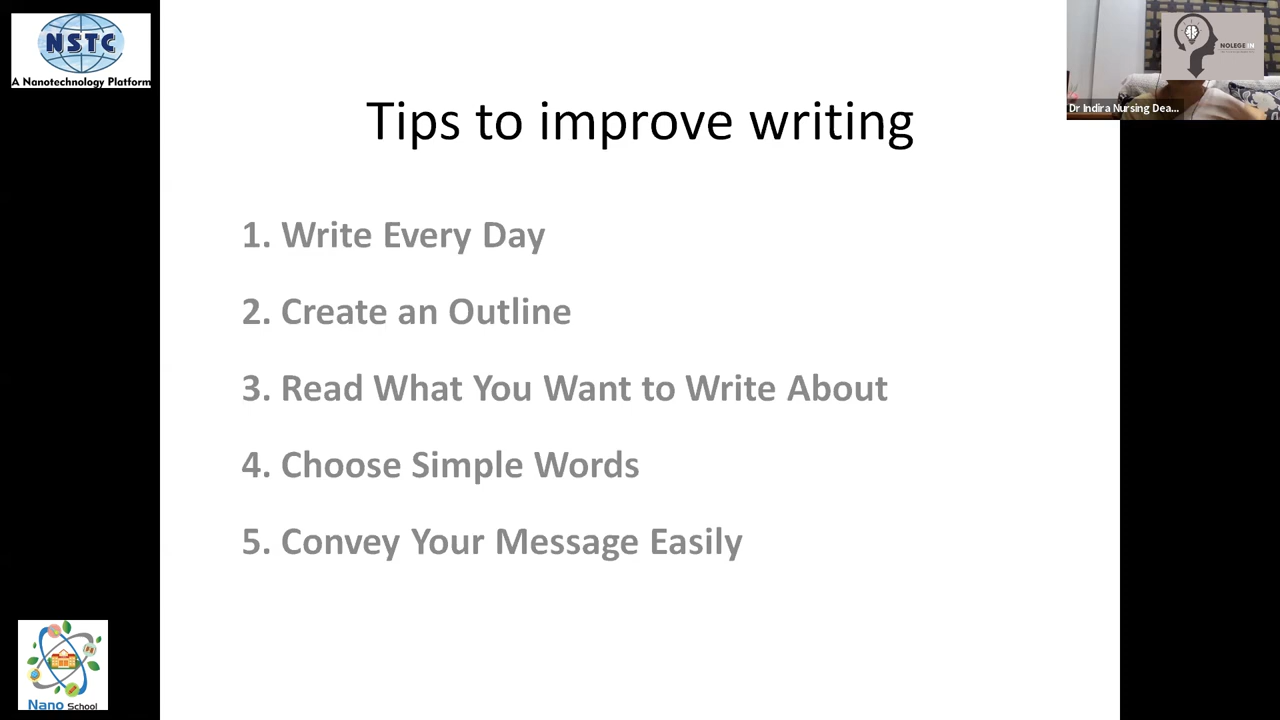 NSTC
A Nanotechnology Platform
NOLEGE IN
Dr Indira Nursing Dea...
Tips to improve writing
1. Write Every Day
2. Create an Outline
3. Read What You Want to Write About
4. Choose Simple Words
5. Convey Your Message Easily
Nano School